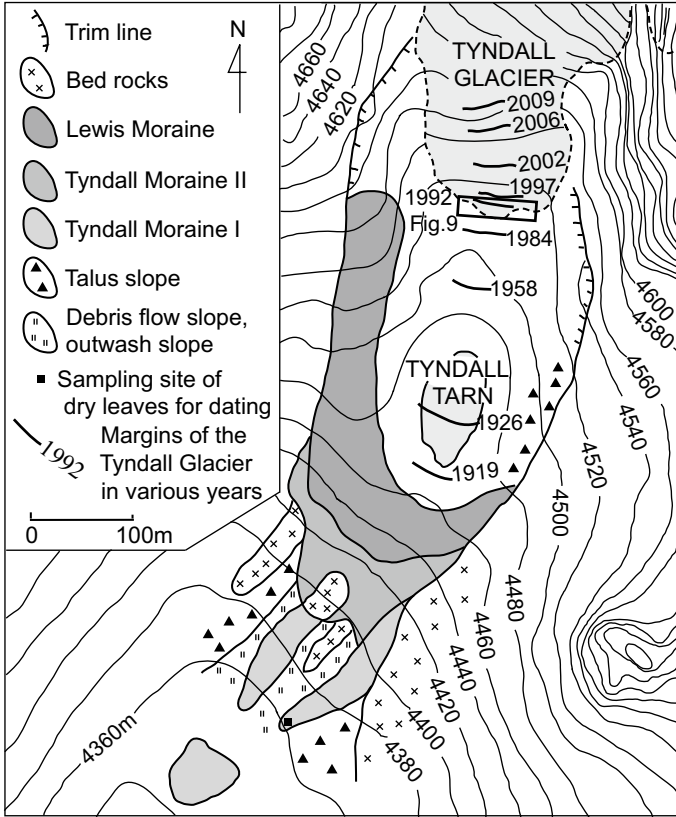 Trim line
Bed rocks
Lewis Moraine
Tyndall Moraine II
Tyndall Moraine I
Talus slope
Debris flow slope,
outwash slope
Sampling site of
dry leaves for dating
1992
Margins of the
Tyndall Glacier
in various years
0 100m
N
4660
4640
4620
TYNDALL
GLACIER
2009
2006
2002
1997
1992
Fig.9
1984
1958
TYNDALL
TARN
1926
1919
4600
4580
4560
4540
4520
4500
4480
4460
4440
4420
4400
4380
4360m